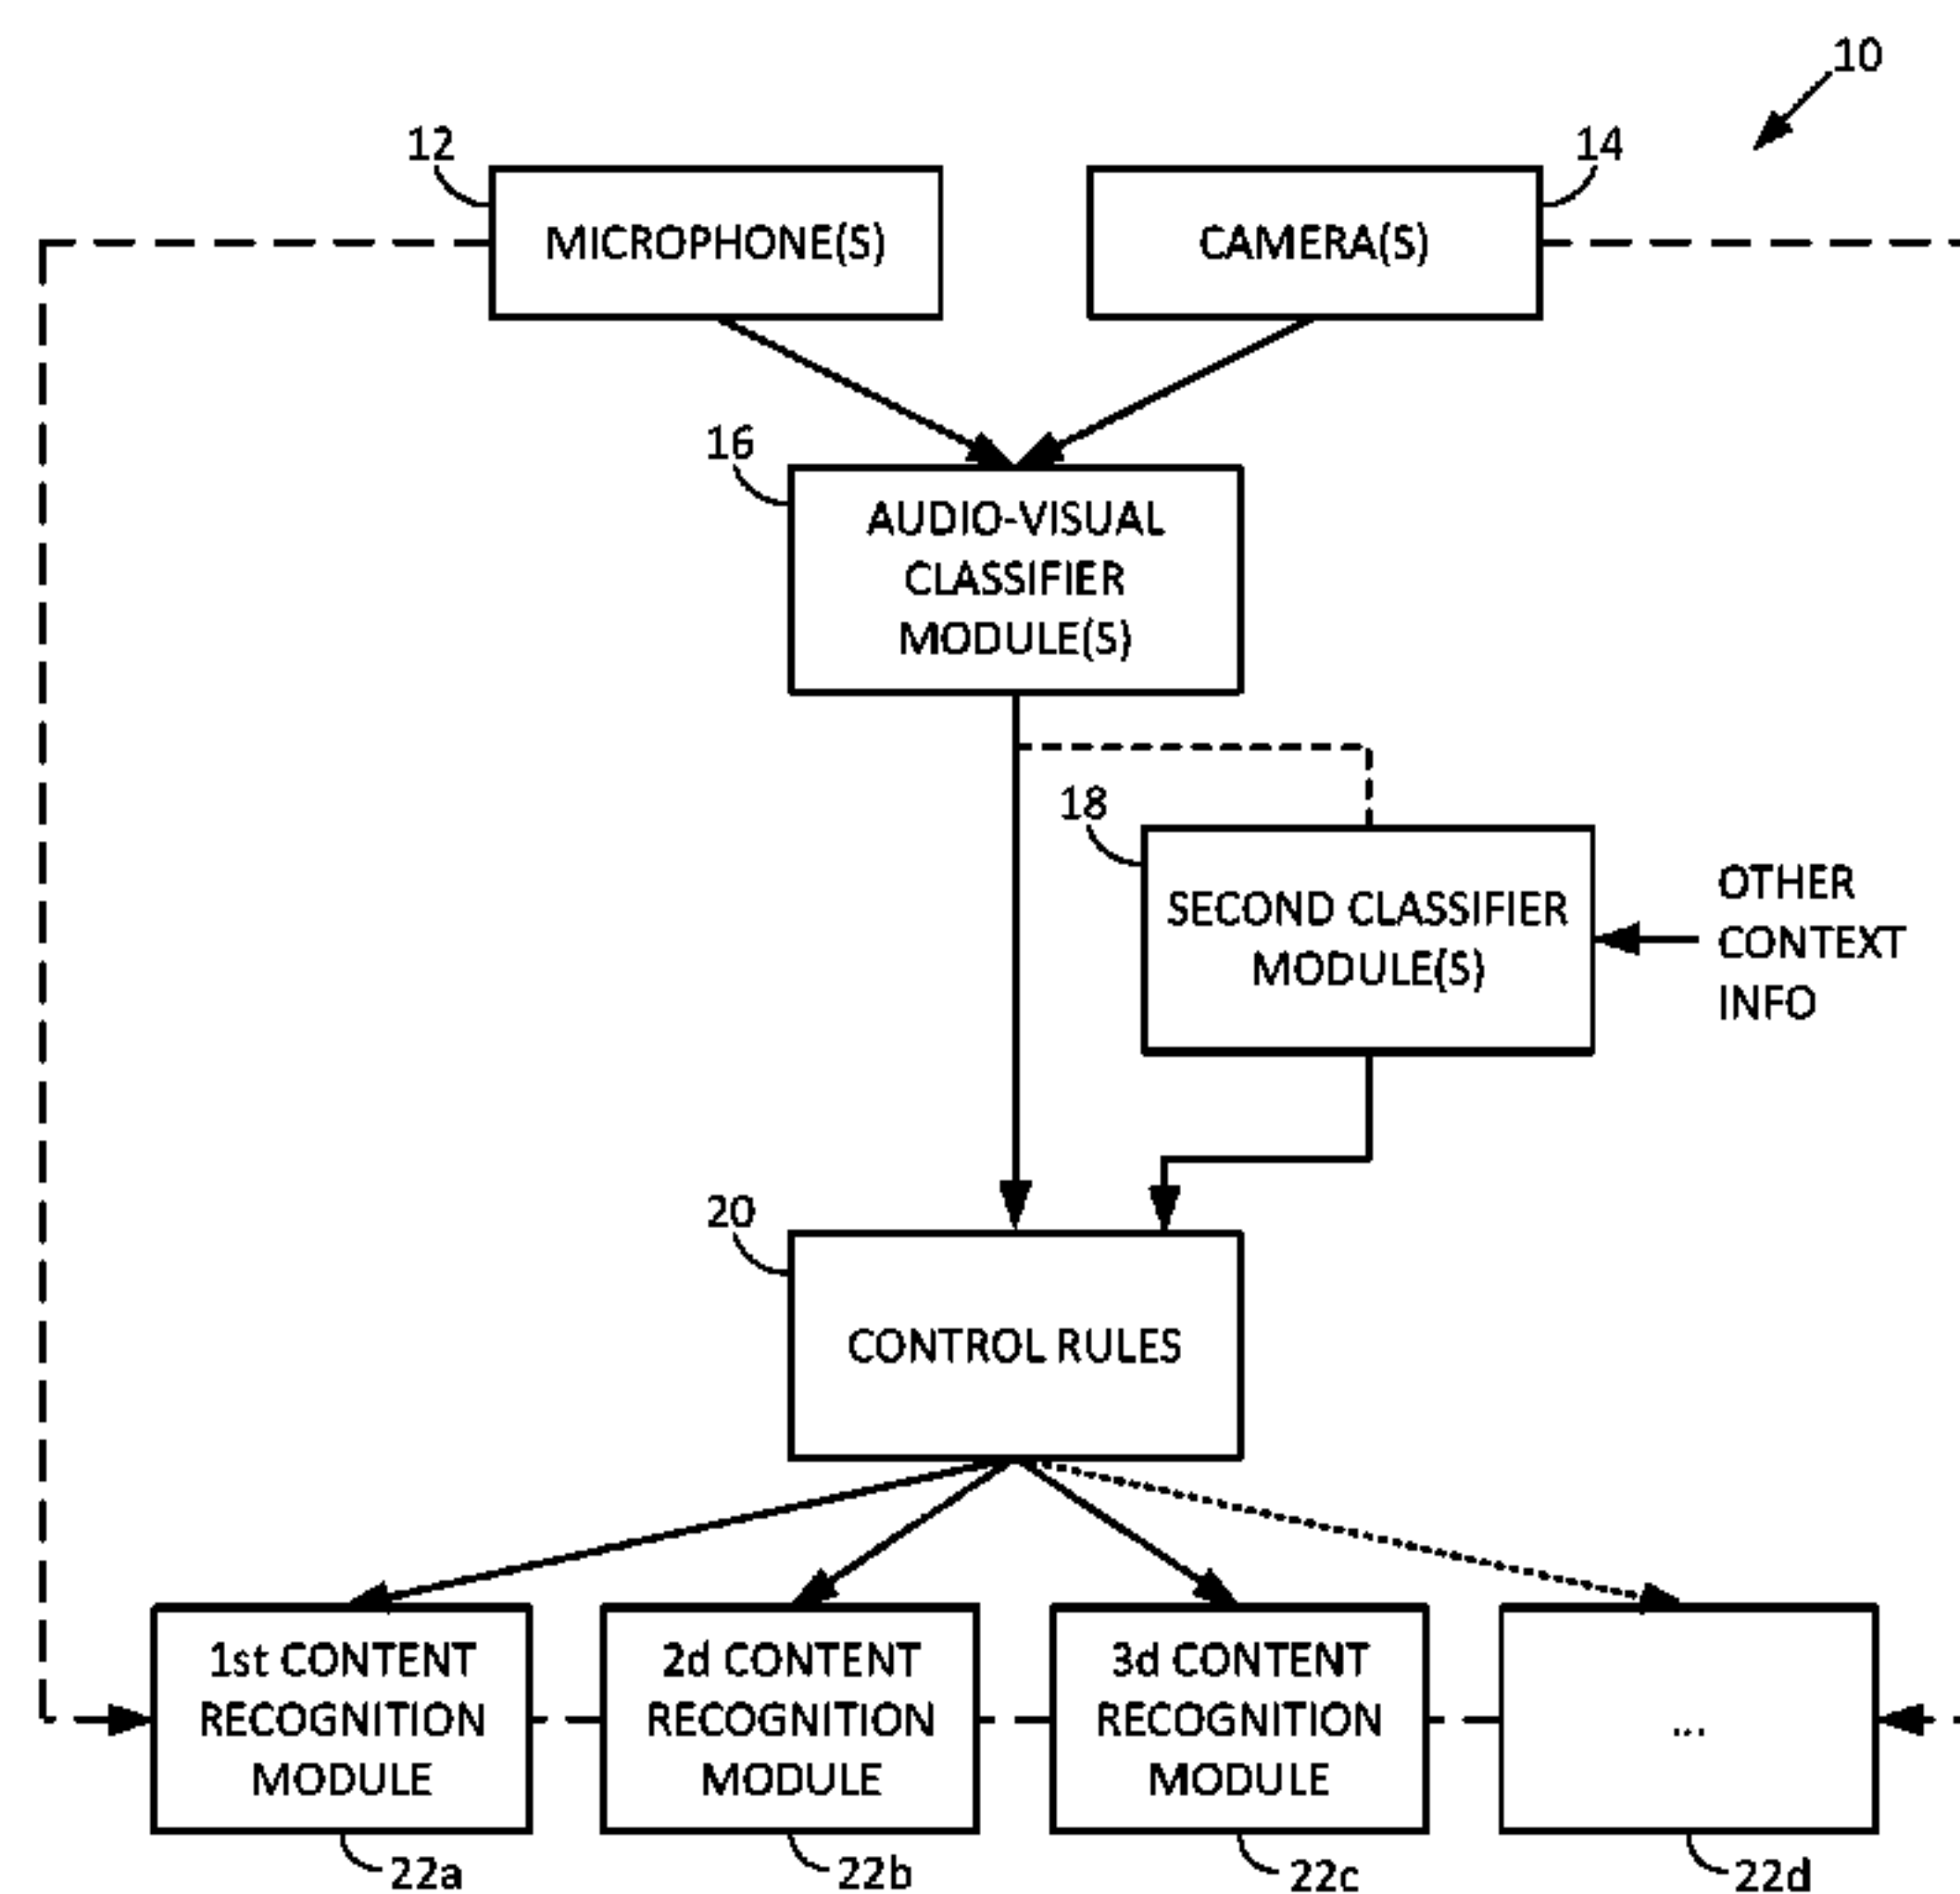 10
12
14
MICROPHONE(S)
CAMERA(S)
16
AUDIO-VISUAL
CLASSIFIER
MODULE(S)
18
SECOND CLASSIFIER
MODULE(S)
OTHER
CONTEXT
INFO
20
CONTROL RULES
1st CONTENT
RECOGNITION
MODULE
2d CONTENT
RECOGNITION
MODULE
3d CONTENT
RECOGNITION
MODULE
...
22a
22b
22c
22d